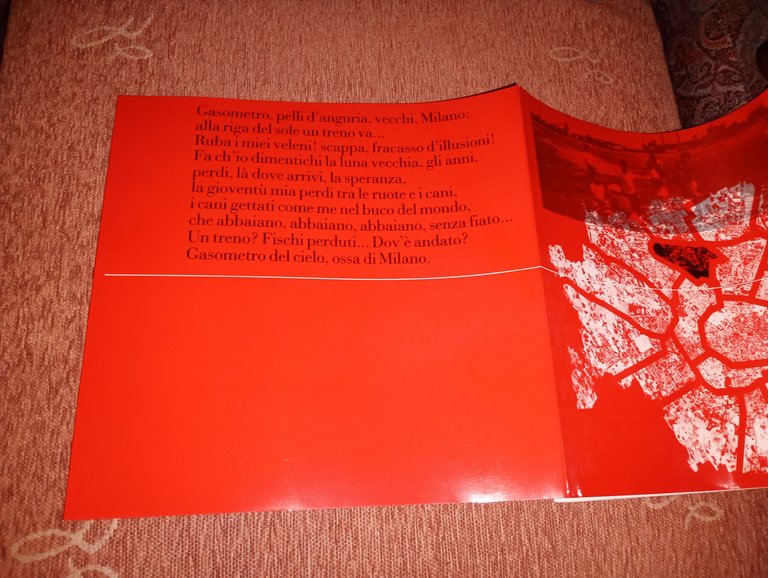 Gasometro, pelli d'anguria, vecchi, Milano:
alla riga del sole un treno va...
Ruba i miei veleni! scappa, fracasso d'illusioni!
Fa ch'io dimentichi la luna vecchia, gli anni,
perdi, là dove arrivi, la speranza,
la gioventù mia perdi tra le ruote e i cani,
i cani gettati come me nel buco del mondo,
che abbaiano, abbaiano, abbaiano, senza fiato...
Un treno? Fischi perduti... Dov'è andato?
Gasometro del cielo, ossa di Milano.